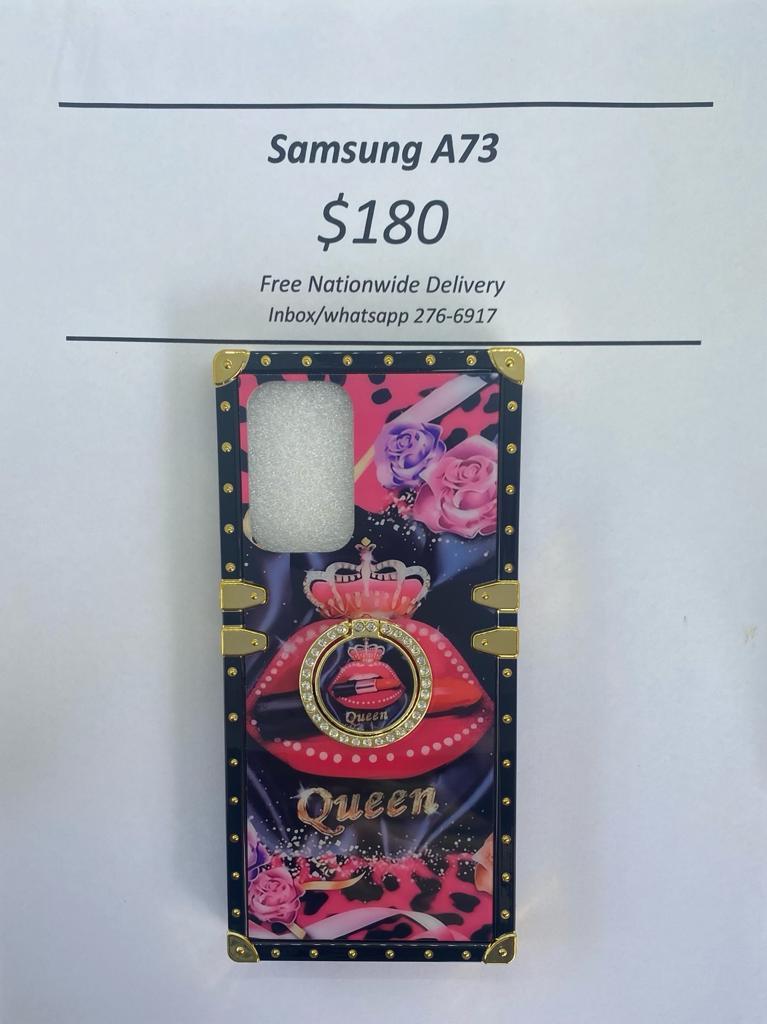 Samsung A73
$180
Free Nationwide Delivery
Inbox/whatsapp 276-6917
Queen
Queen